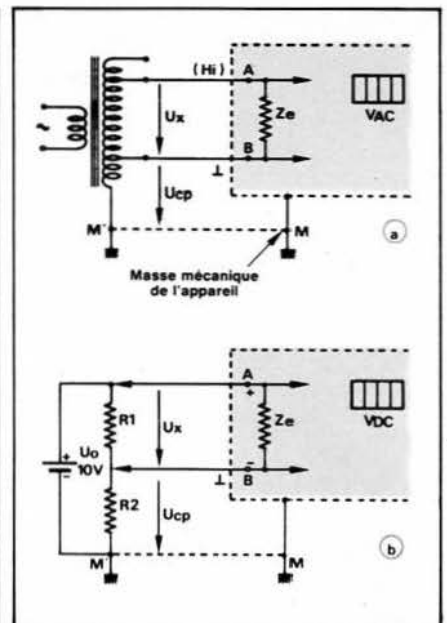 (Hi) A
Ux
Ze
VAC
B
⊥
Ucp
~
M' M
a
Masse mécanique
de l'appareil
A
+
R1
Ux
Ze
VDC
+ Uo
- 10V
-
⊥ B
R2
Ucp
M' M
b